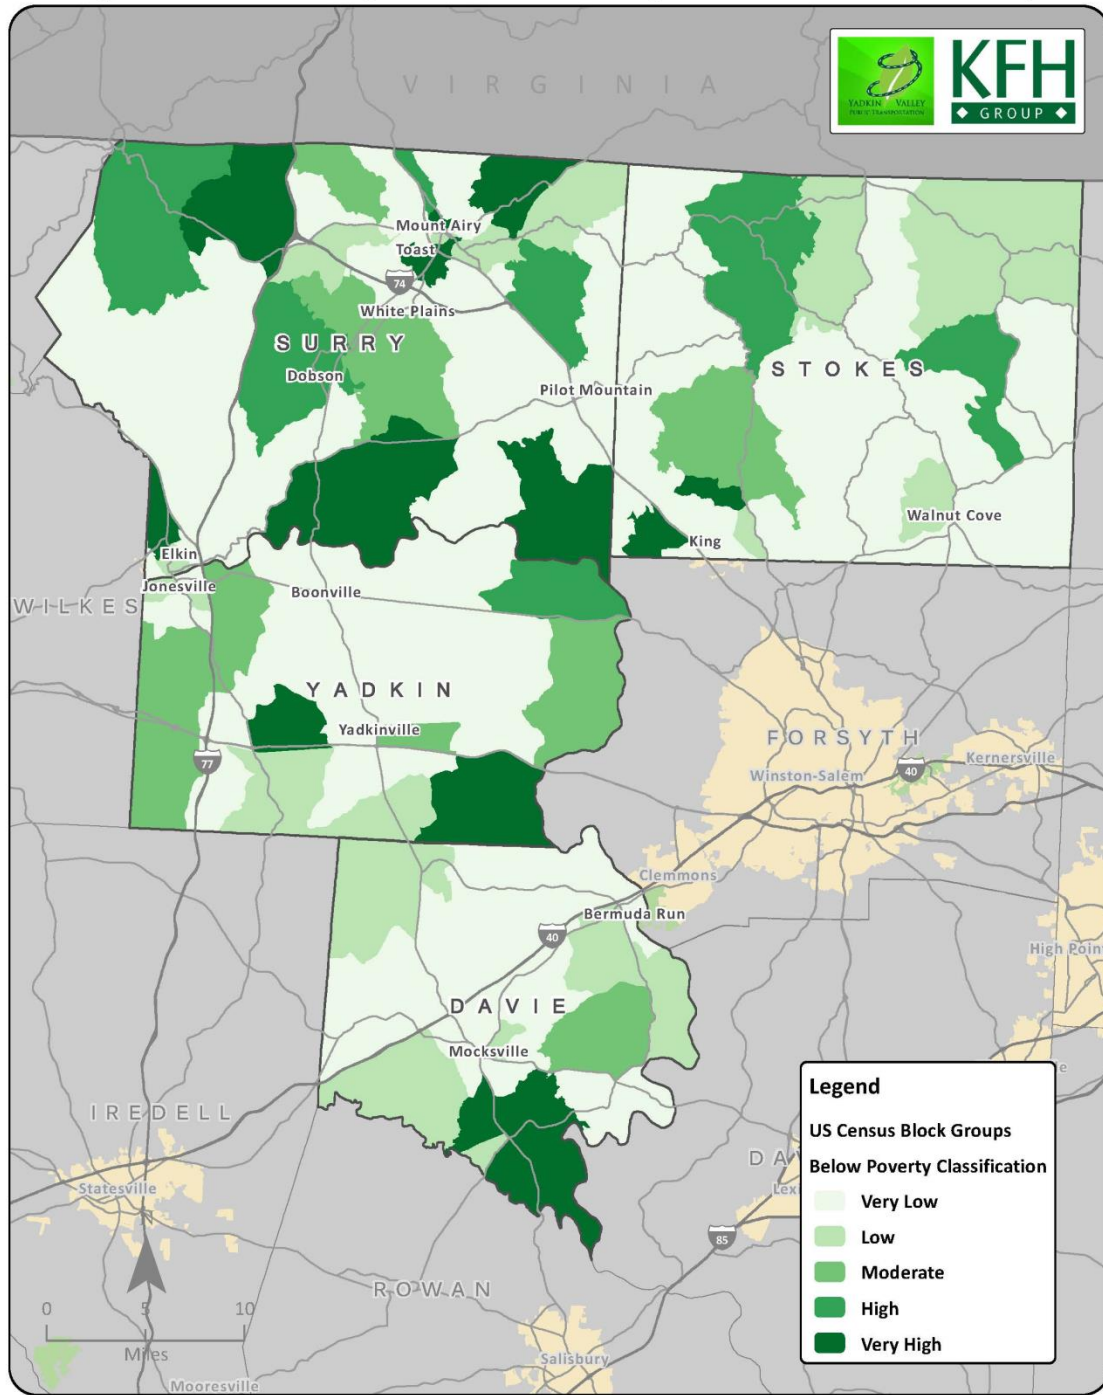 VIRGINIA
YADKIN VALLEY
PUBLIC TRANSPORTATION
KFH
GROUP
Mount Airy
Toast
74
White Plains
SURRY
Dobson
STOKES
Pilot Mountain
Walnut Cove
King
Elkin
Jonesville
Boonville
WILKES
YADKIN
Yadkinville
77
FORSYTH
Winston-Salem
40
Kernersville
Clemmons
Bermuda Run
40
High Point
DAVIE
Mocksville
IREDELL
Statesville
N
DA
Lexi
85
ROWAN
Salisbury
Mooresville
0 5 10
Miles
Legend
US Census Block Groups
Below Poverty Classification
Very Low
Low
Moderate
High
Very High